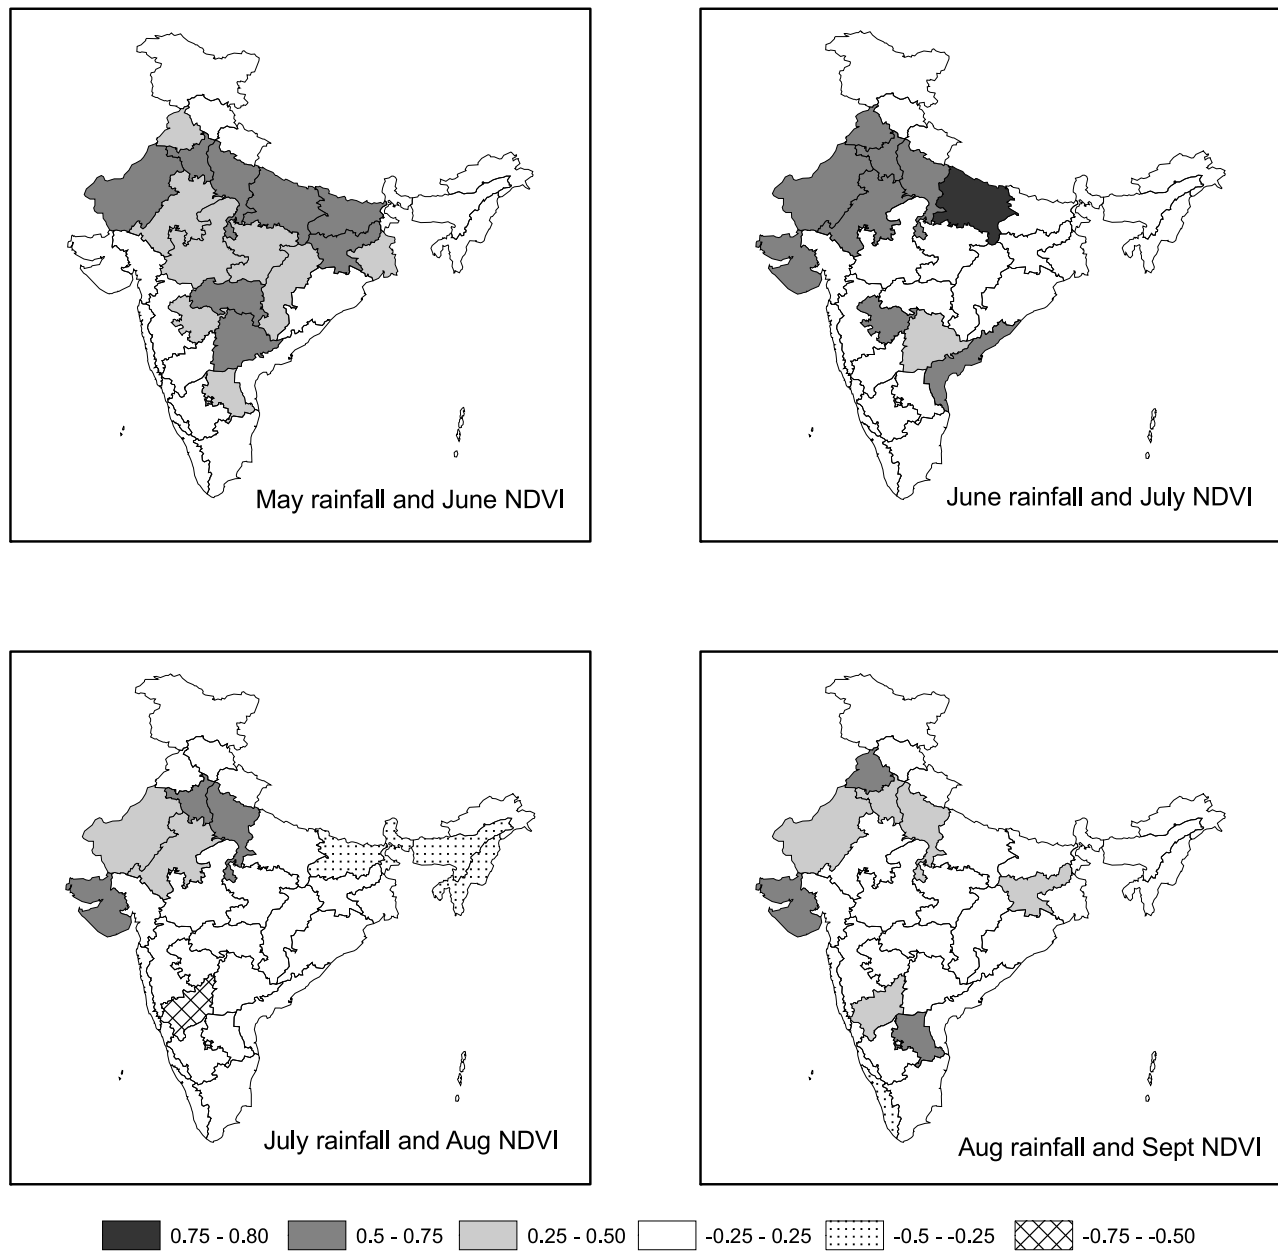 May rainfall and June NDVI
June rainfall and July NDVI
July rainfall and Aug NDVI
Aug rainfall and Sept NDVI
0.75 - 0.80 0.5 - 0.75 0.25 - 0.50 -0.25 - 0.25 -0.5 - -0.25 -0.75 - -0.50